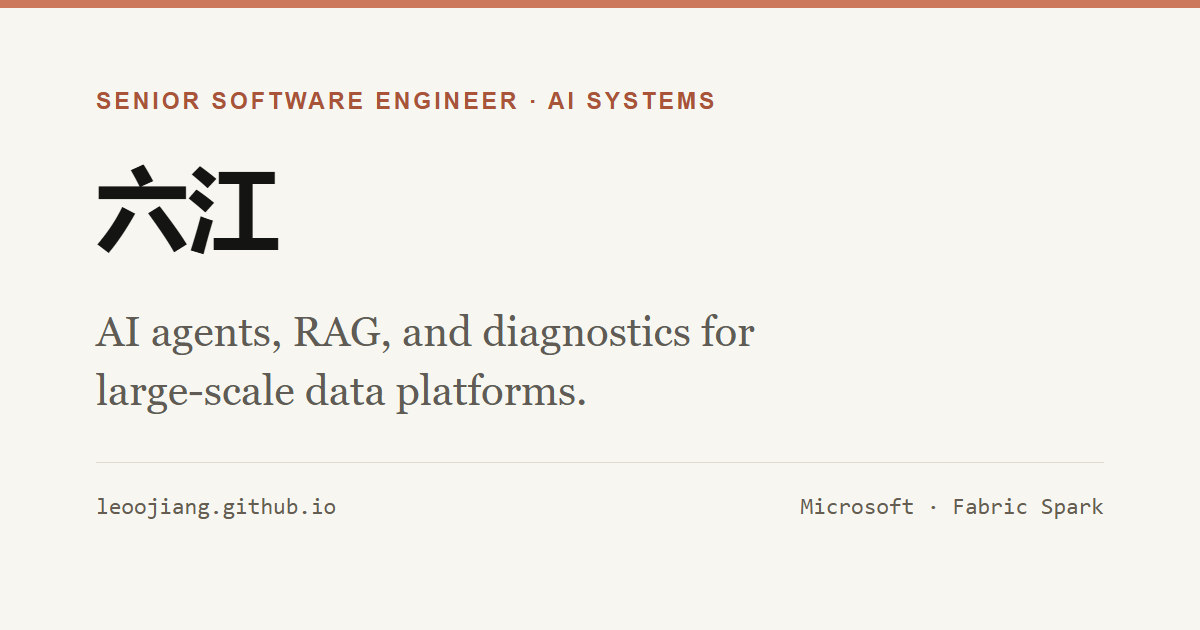 SENIOR SOFTWARE ENGINEER · AI SYSTEMS
六江
AI agents, RAG, and diagnostics for
large-scale data platforms.
leoojiang.github.io
Microsoft · Fabric Spark